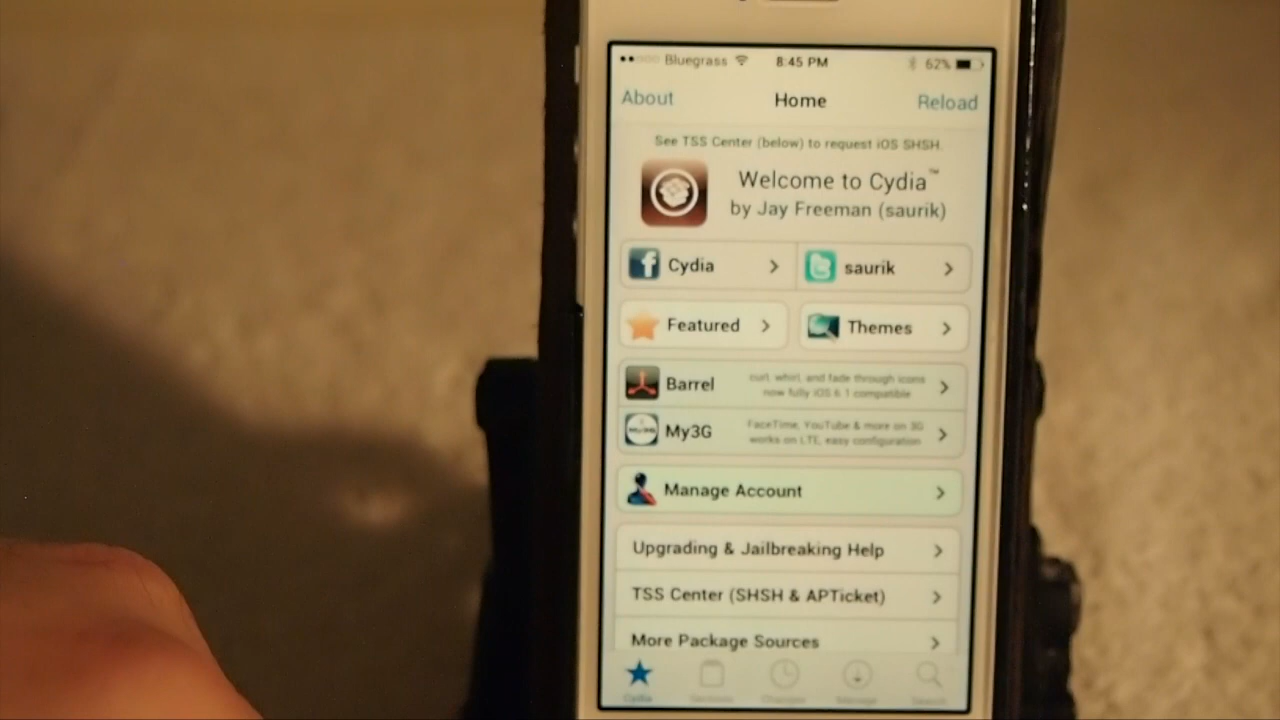 Bluegrass 8:45 PM 62%
About Home Reload
See TSS Center (below) to request iOS SHSH.
Welcome to Cydia™
by Jay Freeman (saurik)
Cydia saurik
Featured Themes
Barrel curl, whirl, and fade through icons
now fully iOS 6.1 compatible
My3G FaceTime, YouTube & more on 3G
works on LTE, easy configuration
Manage Account
Upgrading & Jailbreaking Help
TSS Center (SHSH & APTicket)
More Package Sources
Cydia